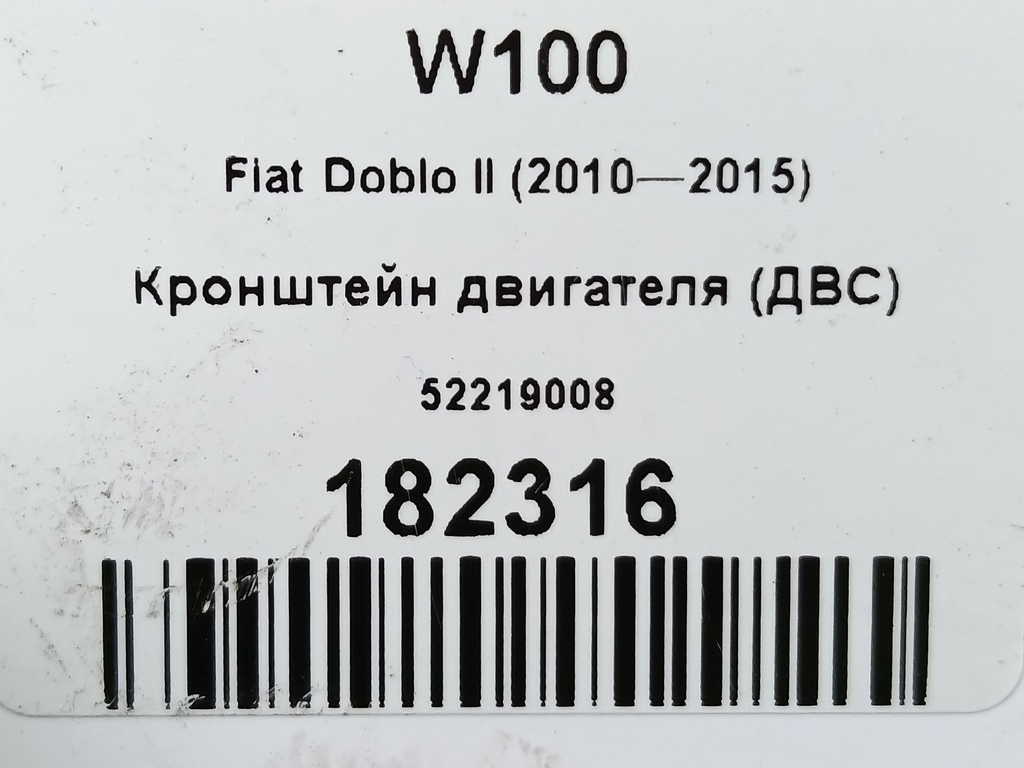 W100
Fiat Doblo II (2010—2015)
Кронштейн двигателя (ДВС)
52219008
182316